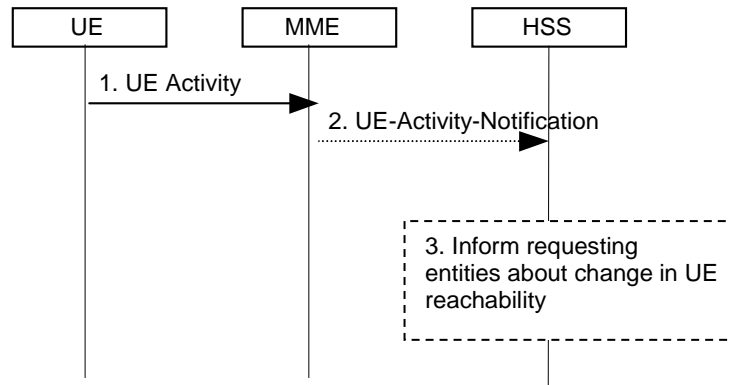 UE
MME
HSS
1. UE Activity
2. UE-Activity-Notification
3. Inform requesting
entities about change in UE
reachability